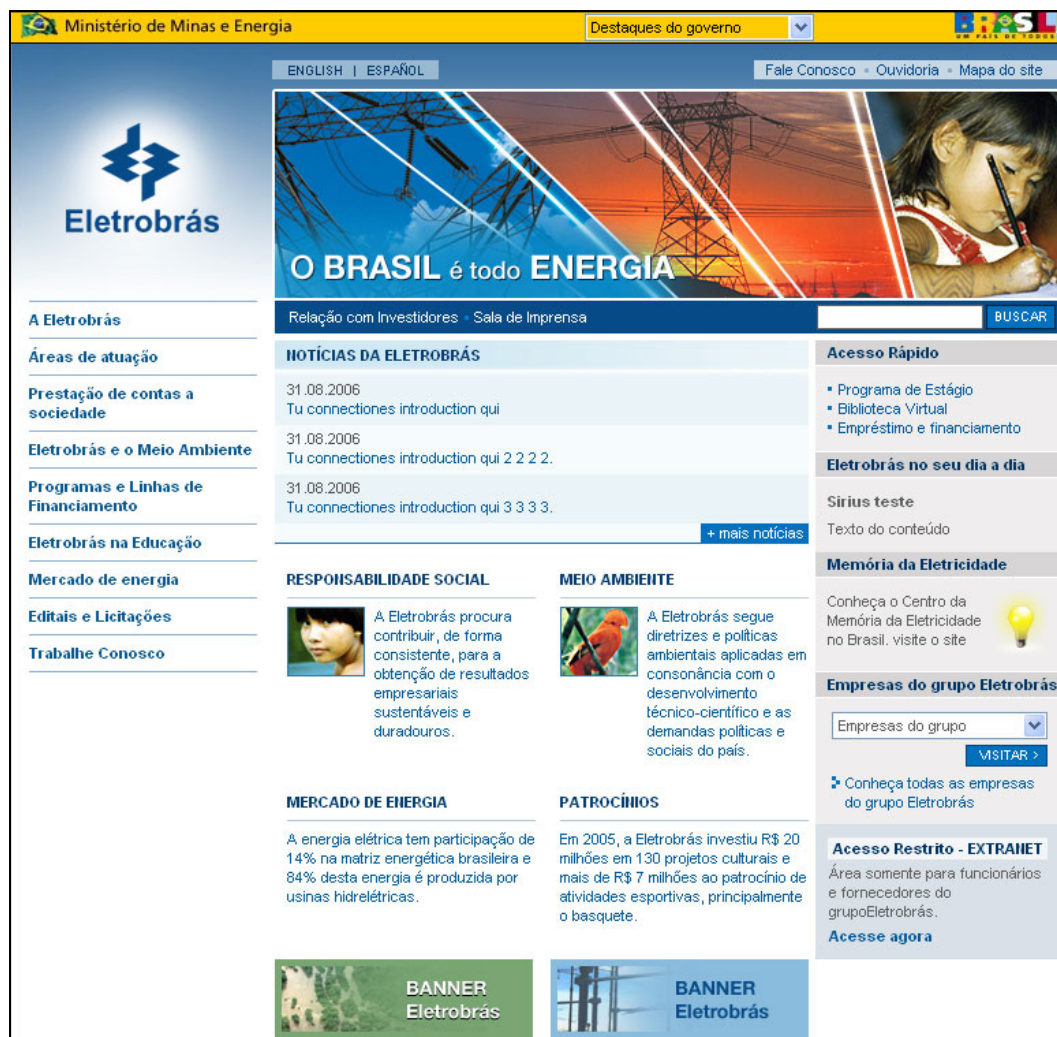 Ministério de Minas e Energia
Destaques do governo
BRASIL
UM PAÍS DE TODOS
ENGLISH | ESPAÑOL
Fale Conosco • Ouvidoria • Mapa do site
Eletrobrás
O BRASIL é todo ENERGIA
Relação com Investidores • Sala de Imprensa
BUSCAR
A Eletrobrás
Áreas de atuação
Prestação de contas a
sociedade
Eletrobrás e o Meio Ambiente
Programas e Linhas de
Financiamento
Eletrobrás na Educação
Mercado de energia
Editais e Licitações
Trabalhe Conosco
NOTÍCIAS DA ELETROBRÁS
31.08.2006
Tu connectiones introduction qui
31.08.2006
Tu connectiones introduction qui 2 2 2 2.
31.08.2006
Tu connectiones introduction qui 3 3 3 3.
+ mais notícias
RESPONSABILIDADE SOCIAL
A Eletrobrás procura
contribuir, de forma
consistente, para a
obtenção de resultados
empresariais
sustentáveis e
duradouros.
MEIO AMBIENTE
A Eletrobrás segue
diretrizes e políticas
ambientais aplicadas em
consonância com o
desenvolvimento
técnico-científico e as
demandas políticas e
sociais do país.
MERCADO DE ENERGIA
A energia elétrica tem participação de
14% na matriz energética brasileira e
84% desta energia é produzida por
usinas hidrelétricas.
PATROCÍNIOS
Em 2005, a Eletrobrás investiu R$ 20
milhões em 130 projetos culturais e
mais de R$ 7 milhões ao patrocínio de
atividades esportivas, principalmente
o basquete.
BANNER
Eletrobrás
BANNER
Eletrobrás
Acesso Rápido
• Programa de Estágio
• Biblioteca Virtual
• Empréstimo e financiamento
Eletrobrás no seu dia a dia
Sirius teste
Texto do conteúdo
Memória da Eletricidade
Conheça o Centro da
Memória da Eletricidade
no Brasil. visite o site
Empresas do grupo Eletrobrás
Empresas do grupo
VISITAR >
Conheça todas as empresas
do grupo Eletrobrás
Acesso Restrito - EXTRANET
Área somente para funcionários
e fornecedores do
grupoEletrobrás.
Acesse agora